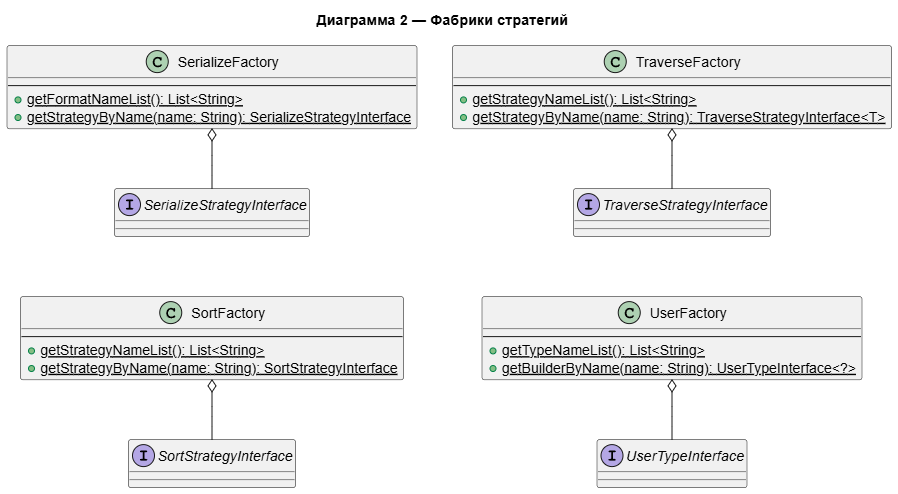 Диаграмма 2 — Фабрики стратегий
C SerializeFactory
getFormatNameList(): List<String>
getStrategyByName(name: String): SerializeStrategyInterface
I SerializeStrategyInterface
C TraverseFactory
getStrategyNameList(): List<String>
getStrategyByName(name: String): TraverseStrategyInterface<T>
I TraverseStrategyInterface
C SortFactory
getStrategyNameList(): List<String>
getStrategyByName(name: String): SortStrategyInterface
I SortStrategyInterface
C UserFactory
getTypeNameList(): List<String>
getBuilderByName(name: String): UserTypeInterface<?>
I UserTypeInterface